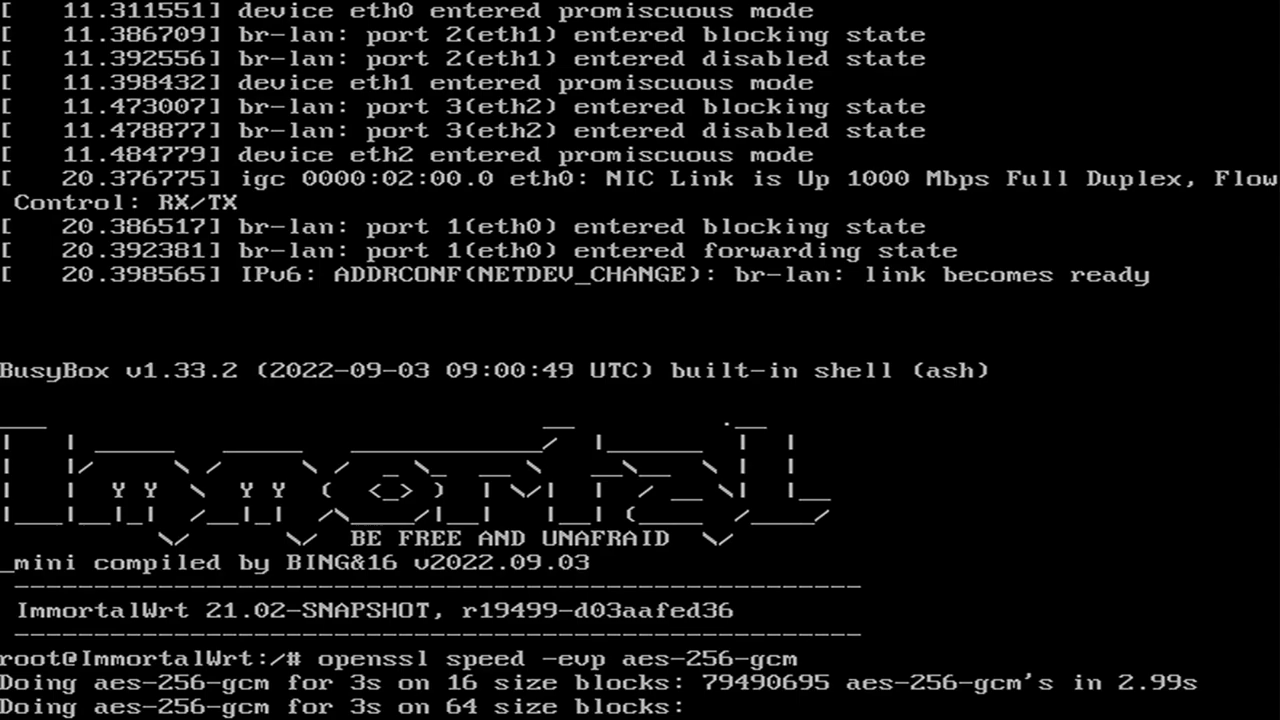 [   11.311551] device eth0 entered promiscuous mode
[   11.386709] br-lan: port 2(eth1) entered blocking state
[   11.392556] br-lan: port 2(eth1) entered disabled state
[   11.398432] device eth1 entered promiscuous mode
[   11.473007] br-lan: port 3(eth2) entered blocking state
[   11.478877] br-lan: port 3(eth2) entered disabled state
[   11.484779] device eth2 entered promiscuous mode
[   20.376775] igc 0000:02:00.0 eth0: NIC Link is Up 1000 Mbps Full Duplex, Flow
Control: RX/TX
[   20.386517] br-lan: port 1(eth0) entered blocking state
[   20.392381] br-lan: port 1(eth0) entered forwarding state
[   20.398565] IPv6: ADDRCONF(NETDEV_CHANGE): br-lan: link becomes ready
BusyBox v1.33.2 (2022-09-03 09:00:49 UTC) built-in shell (ash)
ImmortaL
BE FREE AND UNAFRAID
_mini compiled by BING&16 v2022.09.03
ImmortalWrt 21.02-SNAPSHOT, r19499-d03aafed36
root@ImmortalWrt:/# openssl speed -evp aes-256-gcm
Doing aes-256-gcm for 3s on 16 size blocks: 79490695 aes-256-gcm's in 2.99s
Doing aes-256-gcm for 3s on 64 size blocks: